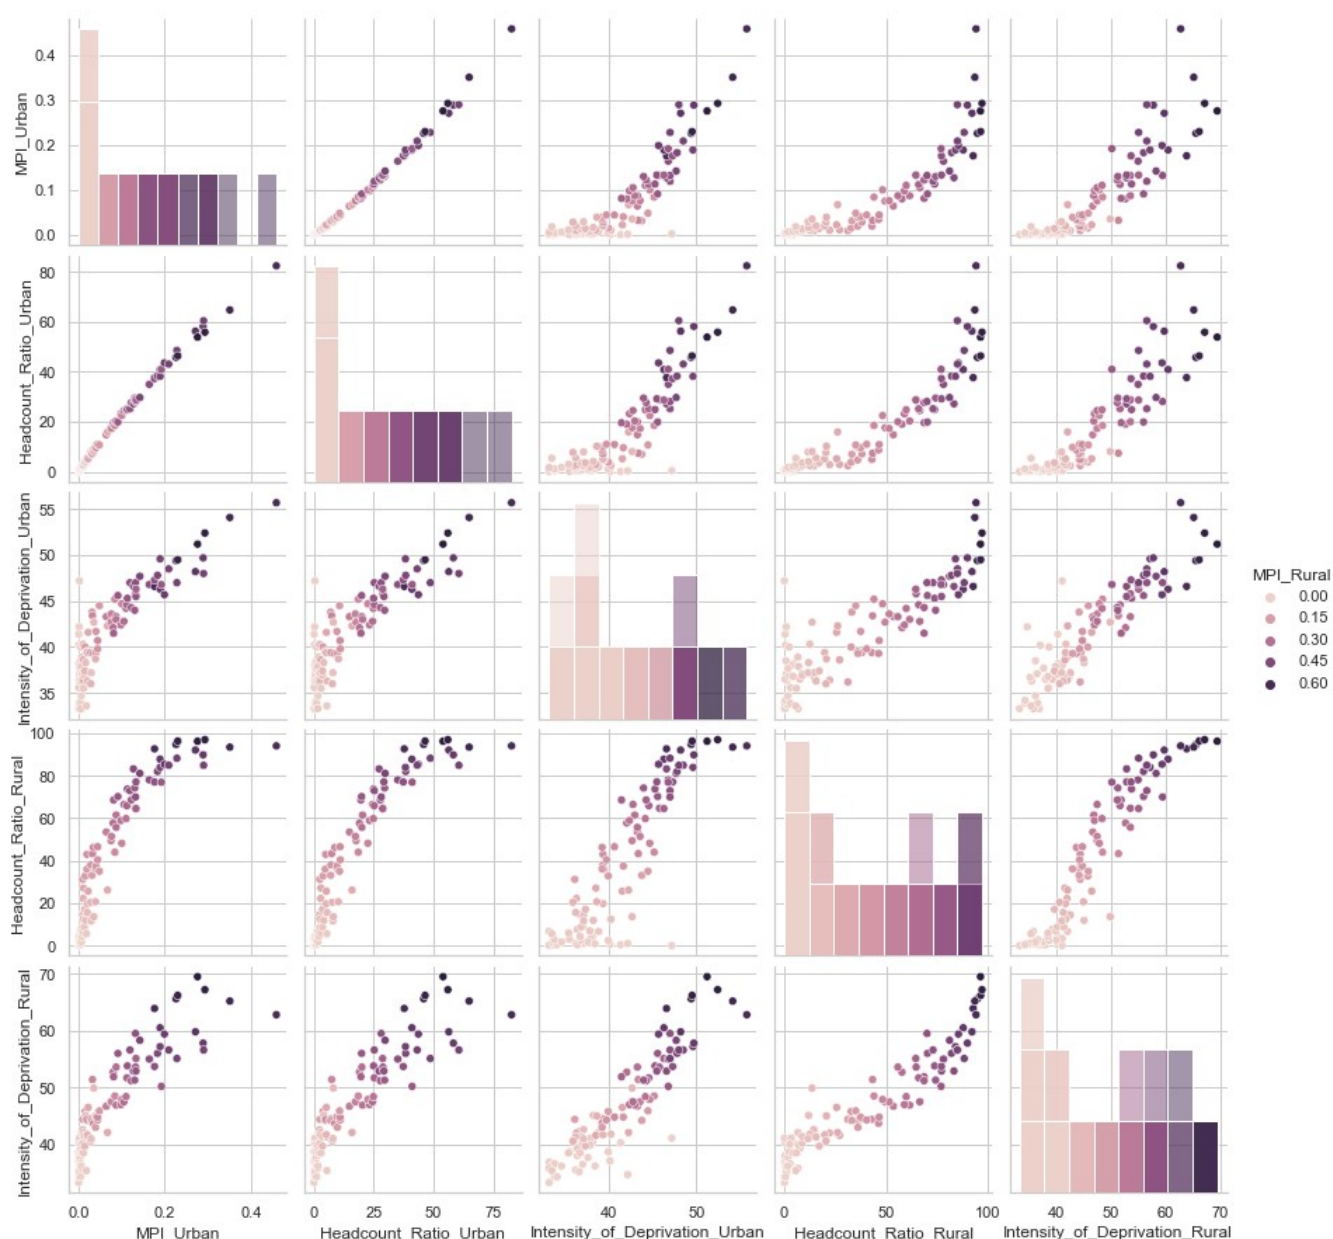 MPI_Urban
0.4
0.3
0.2
0.1
0.0
Headcount_Ratio_Urban
80
60
40
20
0
Intensity_of_Deprivation_Urban
55
50
45
40
35
Headcount_Ratio_Rural
100
80
60
40
20
0
Intensity_of_Deprivation_Rural
70
60
50
40
0.0 0.2 0.4
MPI_Urban
0 25 50 75
Headcount_Ratio_Urban
40 50
Intensity_of_Deprivation_Urban
0 50 100
Headcount_Ratio_Rural
40 50 60 70
Intensity_of_Deprivation_Rural
MPI_Rural
0.00
0.15
0.30
0.45
0.60